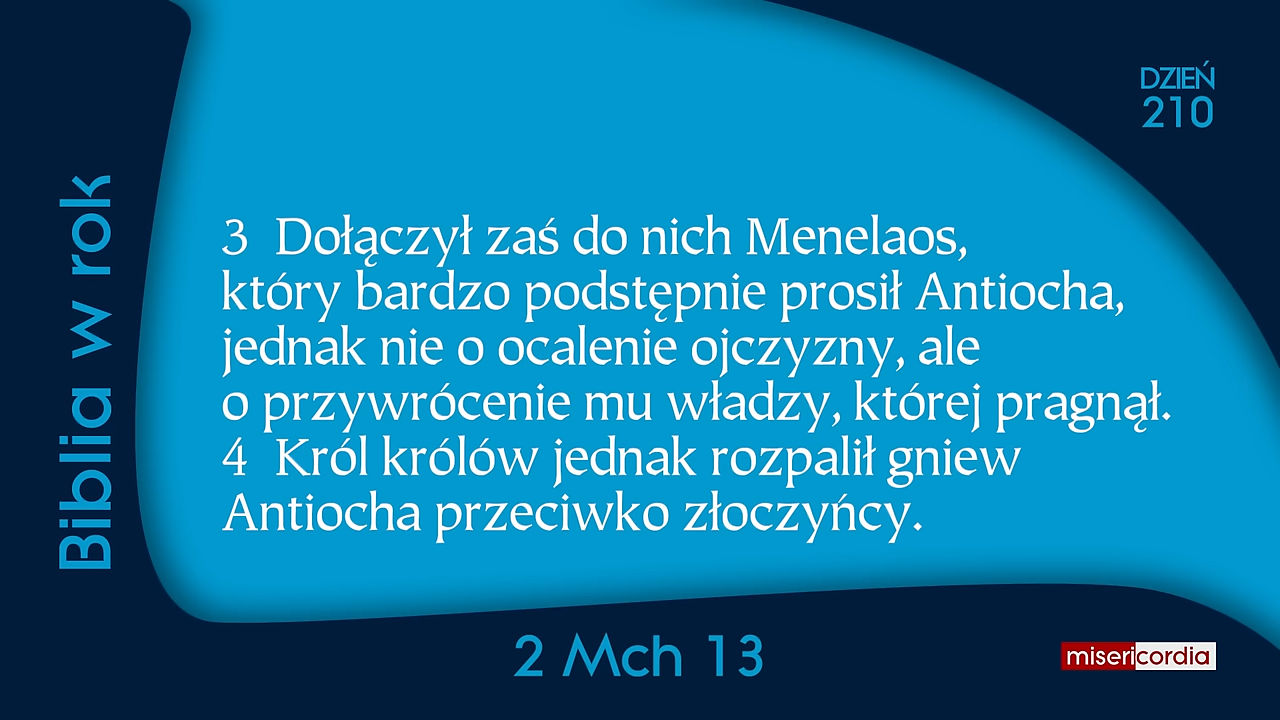 DZIEŃ
210
Biblia w rok
3 Dołączył zaś do nich Menelaos,
który bardzo podstępnie prosił Antiocha,
jednak nie o ocalenie ojczyzny, ale
o przywrócenie mu władzy, której pragnął.
4 Król królów jednak rozpalił gniew
Antiocha przeciwko złoczyńcy.
2 Mch 13
misericordia